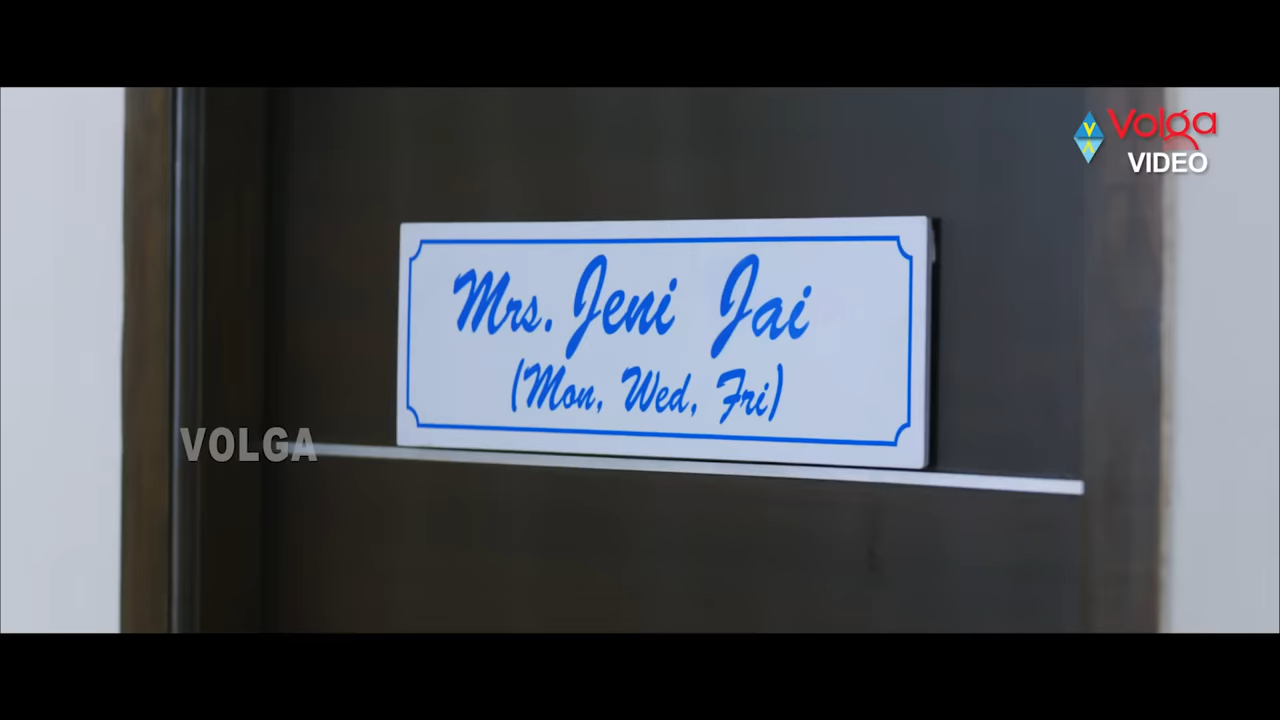 Volga
VIDEO
Mrs. Jeni Jai
(Mon, Wed, Fri)
VOLGA